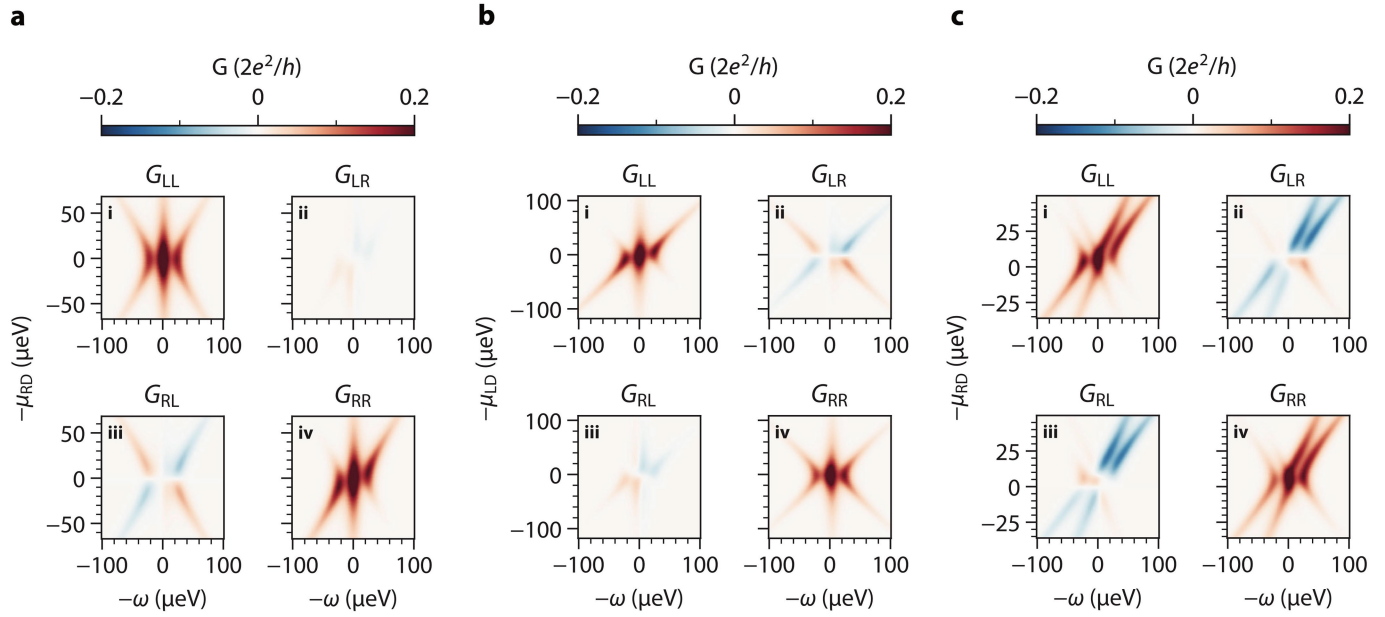 a
G (2e²/h)
−0.2 0 0.2
G_LL G_LR
50 i ii
0
−50
−100 0 100 −100 0 100
G_RL G_RR
50 iii iv
0
−50
−100 0 100 −100 0 100
−ω (µeV) −ω (µeV)
−μ_RD (µeV)
b
G (2e²/h)
−0.2 0 0.2
G_LL G_LR
100 i ii
0
−100
−100 0 100 −100 0 100
G_RL G_RR
100 iii iv
0
−100
−100 0 100 −100 0 100
−ω (µeV) −ω (µeV)
−μ_LD (µeV)
c
G (2e²/h)
−0.2 0 0.2
G_LL G_LR
i ii
25
0
−25
−100 0 100 −100 0 100
G_RL G_RR
iii iv
25
0
−25
−100 0 100 −100 0 100
−ω (µeV) −ω (µeV)
−μ_RD (µeV)